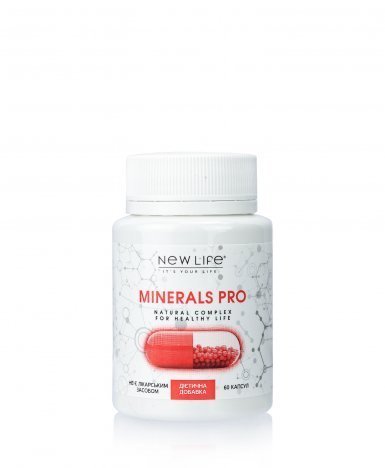 NEW LIFE®
IT'S YOUR LIFE
MINERALS PRO
NATURAL COMPLEX
FOR HEALTHY LIFE
НЕ Є ЛІКАРСЬКИМ
ЗАСОБОМ
ДІЄТИЧНА
ДОБАВКА
60 КАПСУЛ